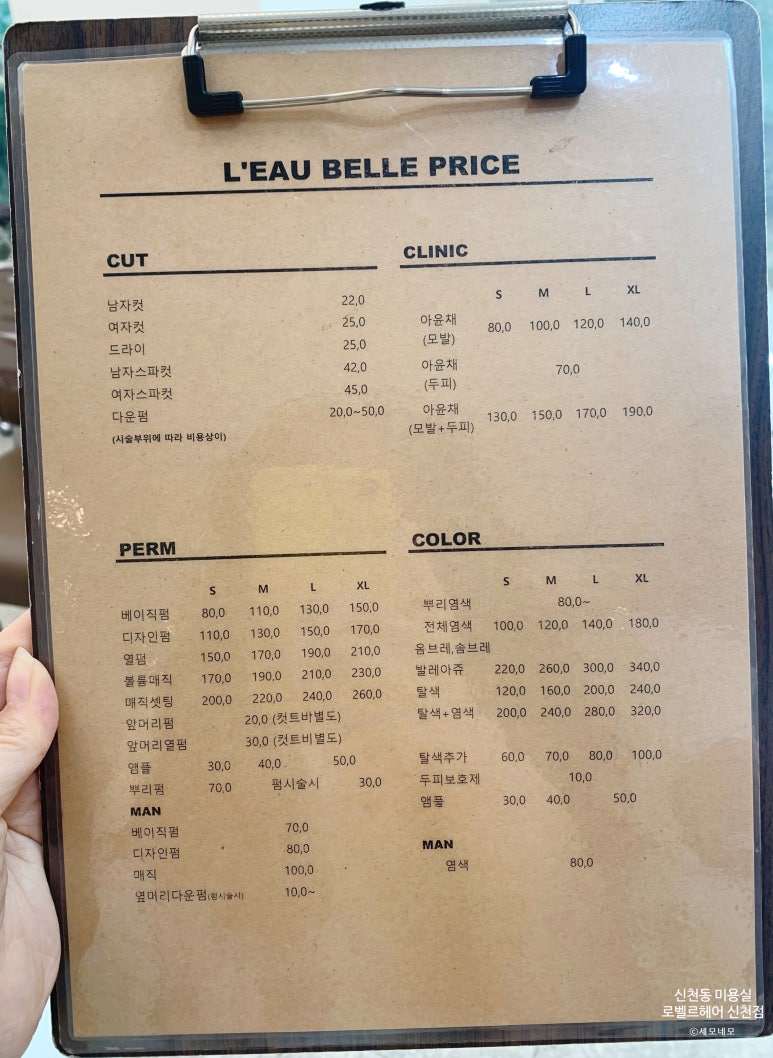 L'EAU BELLE PRICE
CUT
남자컷 22,0
여자컷 25,0
드라이 25,0
남자스파컷 42,0
여자스파컷 45,0
다운펌 20,0~50,0
(시술부위에 따라 비용상이)
CLINIC
S M L XL
아윤채
(모발) 80,0 100,0 120,0 140,0
아윤채
(두피) 70,0
아윤채
(모발+두피) 130,0 150,0 170,0 190,0
PERM
S M L XL
베이직펌 80,0 110,0 130,0 150,0
디자인펌 110,0 130,0 150,0 170,0
열펌 150,0 170,0 190,0 210,0
볼륨매직 170,0 190,0 210,0 230,0
매직셋팅 200,0 220,0 240,0 260,0
앞머리펌 20,0 (컷트바별도)
앞머리열펌 30,0 (컷트비별도)
앰플 30,0 40,0 50,0
뿌리펌 70,0 펌시술시 30,0
MAN
베이직펌 70,0
디자인펌 80,0
매직 100,0
옆머리다운펌(펌시술시) 10,0~
COLOR
S M L XL
뿌리염색 80,0~
전체염색 100,0 120,0 140,0 180,0
옴브레,솜브레
발레아쥬 220,0 260,0 300,0 340,0
탈색 120,0 160,0 200,0 240,0
탈색+염색 200,0 240,0 280,0 320,0
탈색추가 60,0 70,0 80,0 100,0
두피보호제 10,0
앰플 30,0 40,0 50,0
MAN
염색 80,0
신천동 미용실
로벨르헤어 신천점
©세모네모